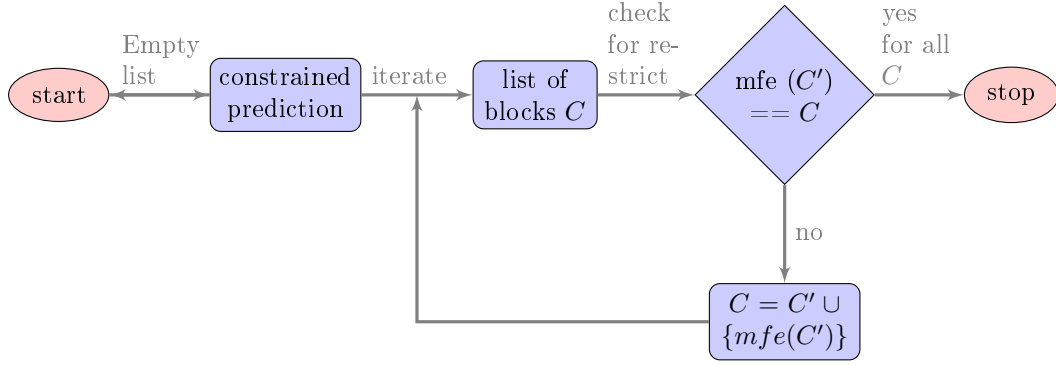 start
Empty
list
constrained
prediction
iterate
list of
blocks C
check
for re-
strict
mfe (C′)
== C
yes
for all
C
stop
no
C = C′ ∪
{mfe(C′)}